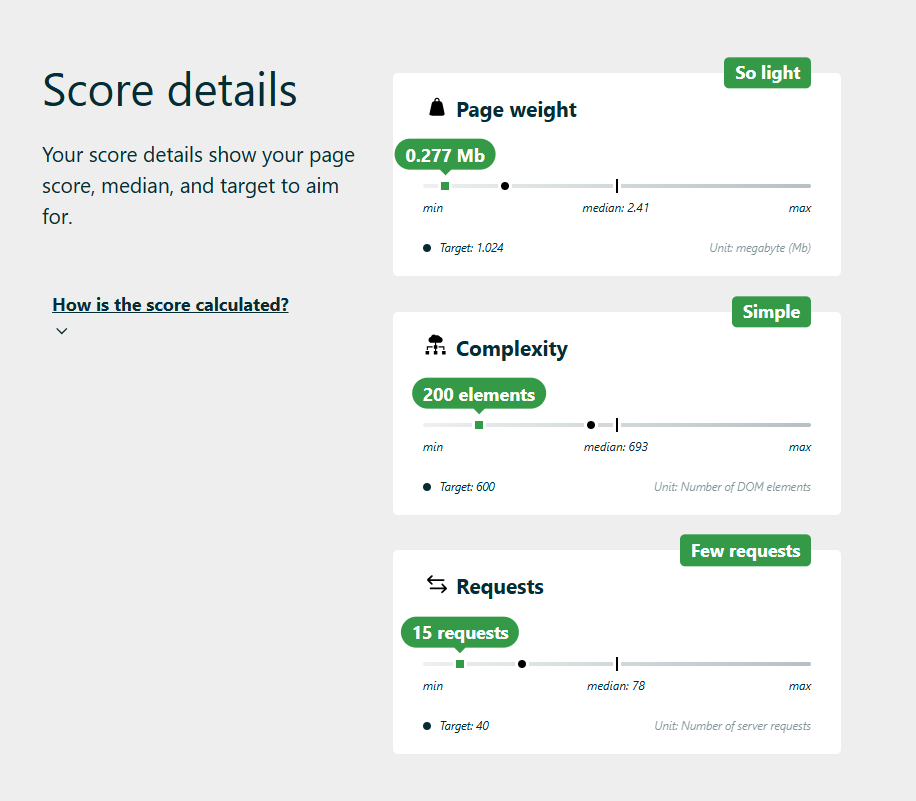 Score details
Your score details show your page
score, median, and target to aim
for.
How is the score calculated?
So light
Page weight
0.277 Mb
min
median: 2.41
max
Target: 1.024
Unit: megabyte (Mb)
Simple
Complexity
200 elements
min
median: 693
max
Target: 600
Unit: Number of DOM elements
Few requests
Requests
15 requests
min
median: 78
max
Target: 40
Unit: Number of server requests